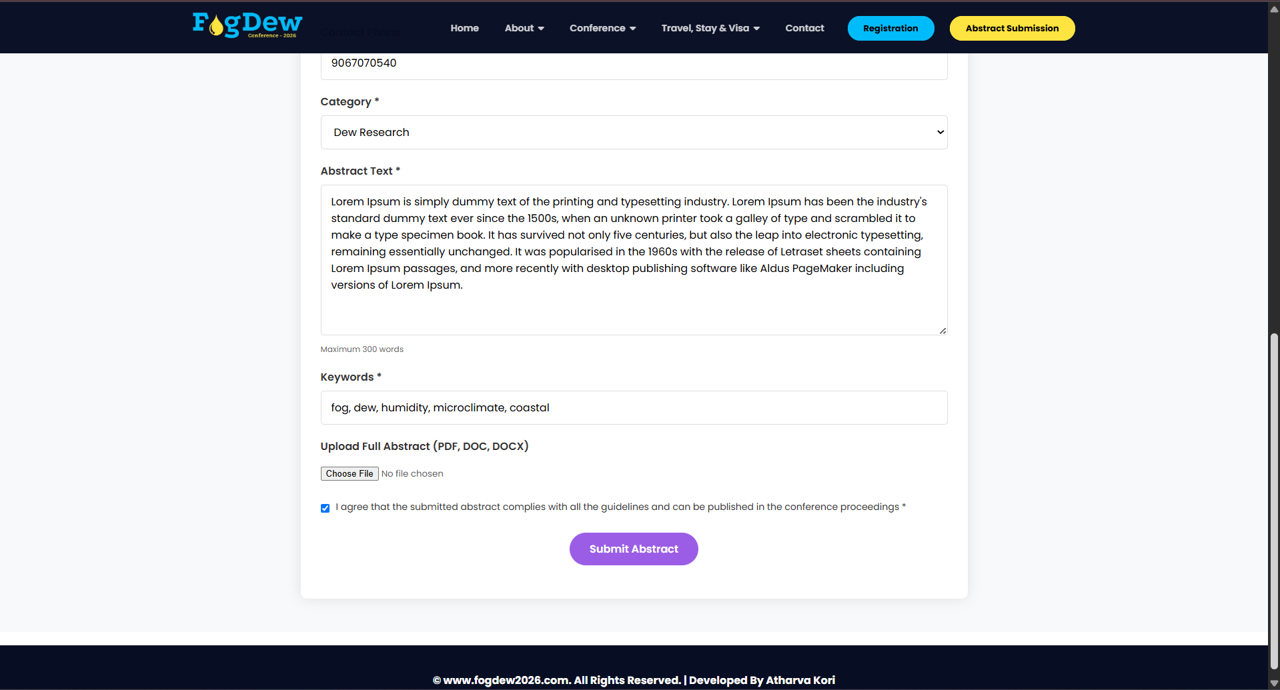 FogDew
Conference - 2026
Home
About
Conference
Travel, Stay & Visa
Contact
Registration
Abstract Submission
9067070540
Category *
Dew Research
Abstract Text *
Lorem Ipsum is simply dummy text of the printing and typesetting industry. Lorem Ipsum has been the industry's
standard dummy text ever since the 1500s, when an unknown printer took a galley of type and scrambled it to
make a type specimen book. It has survived not only five centuries, but also the leap into electronic typesetting,
remaining essentially unchanged. It was popularised in the 1960s with the release of Letraset sheets containing
Lorem Ipsum passages, and more recently with desktop publishing software like Aldus PageMaker including
versions of Lorem Ipsum.
Maximum 300 words
Keywords *
fog, dew, humidity, microclimate, coastal
Upload Full Abstract (PDF, DOC, DOCX)
Choose File No file chosen
I agree that the submitted abstract complies with all the guidelines and can be published in the conference proceedings *
Submit Abstract
© www.fogdew2026.com. All Rights Reserved. | Developed By Atharva Kori